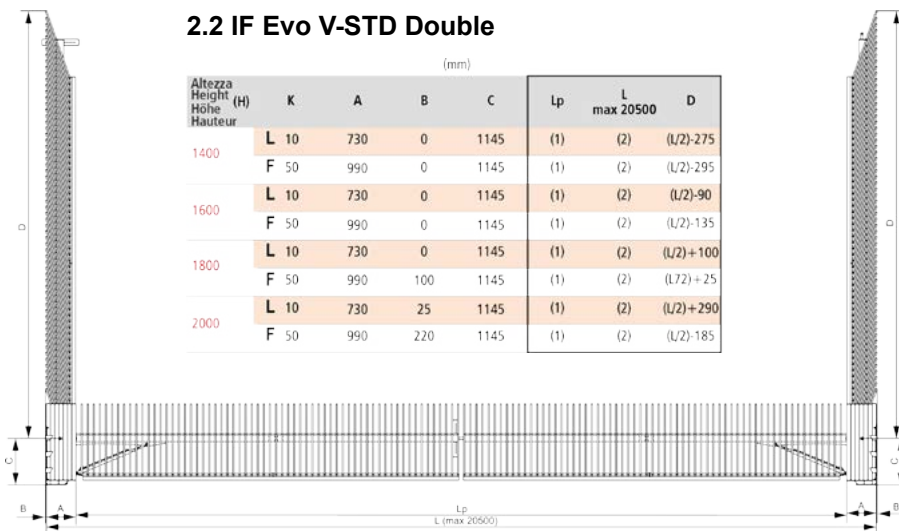 2.2 IF Evo V-STD Double
(mm)
Altezza
Height (H)
Höhe
Hauteur
K A B C Lp L max 20500 D
1400 L 10 730 0 1145 (1) (2) (L/2)-275
F 50 990 0 1145 (1) (2) (L/2)-295
1600 L 10 730 0 1145 (1) (2) (L/2)-90
F 50 990 0 1145 (1) (2) (L/2)-135
1800 L 10 730 0 1145 (1) (2) (L/2)+100
F 50 990 100 1145 (1) (2) (L72)+25
2000 L 10 730 25 1145 (1) (2) (L/2)+290
F 50 990 220 1145 (1) (2) (L/2)-185
D D
C C
B A Lp A B
L (max 20500)